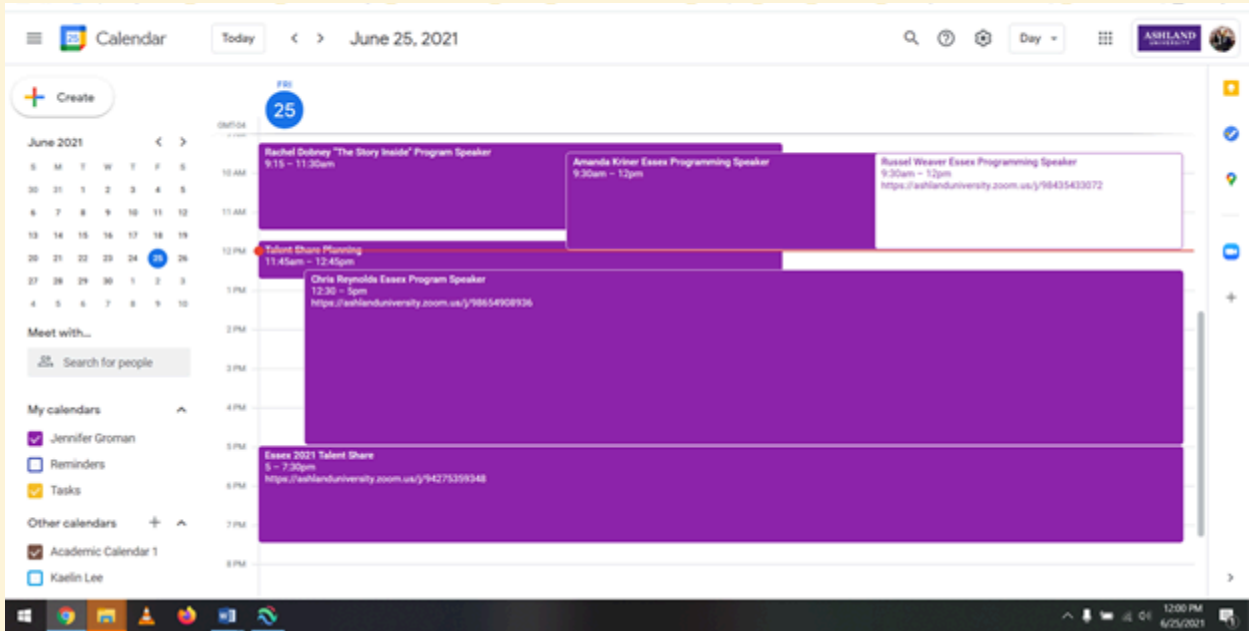 25
Calendar
Today
June 25, 2021
Day
ASHLAND
UNIVERSITY
Create
FRI
25
GMT-04
June 2021
S M T W T F S
30 31 1 2 3 4 5
6 7 8 9 10 11 12
13 14 15 16 17 18 19
20 21 22 23 24 25 26
27 28 29 30 1 2 3
4 5 6 7 8 9 10
Meet with...
Search for people
My calendars
Jennifer Groman
Reminders
Tasks
Other calendars
Academic Calendar 1
Kaelin Lee
10 AM
11 AM
12 PM
1 PM
2 PM
3 PM
4 PM
5 PM
6 PM
7 PM
8 PM
Rachel Dobney "The Story Inside" Program Speaker
9:15 – 11:30am
Amanda Kriner Essex Programming Speaker
9:30am – 12pm
Russel Weaver Essex Programming Speaker
9:30am – 12pm
https://ashlanduniversity.zoom.us/j/98435433072
Talent Share Planning
11:45am – 12:45pm
Chris Reynolds Essex Program Speaker
12:30 – 5pm
https://ashlanduniversity.zoom.us/j/98654908936
Essex 2021 Talent Share
5 – 7:30pm
https://ashlanduniversity.zoom.us/j/94275359348
12:00 PM
6/25/2021